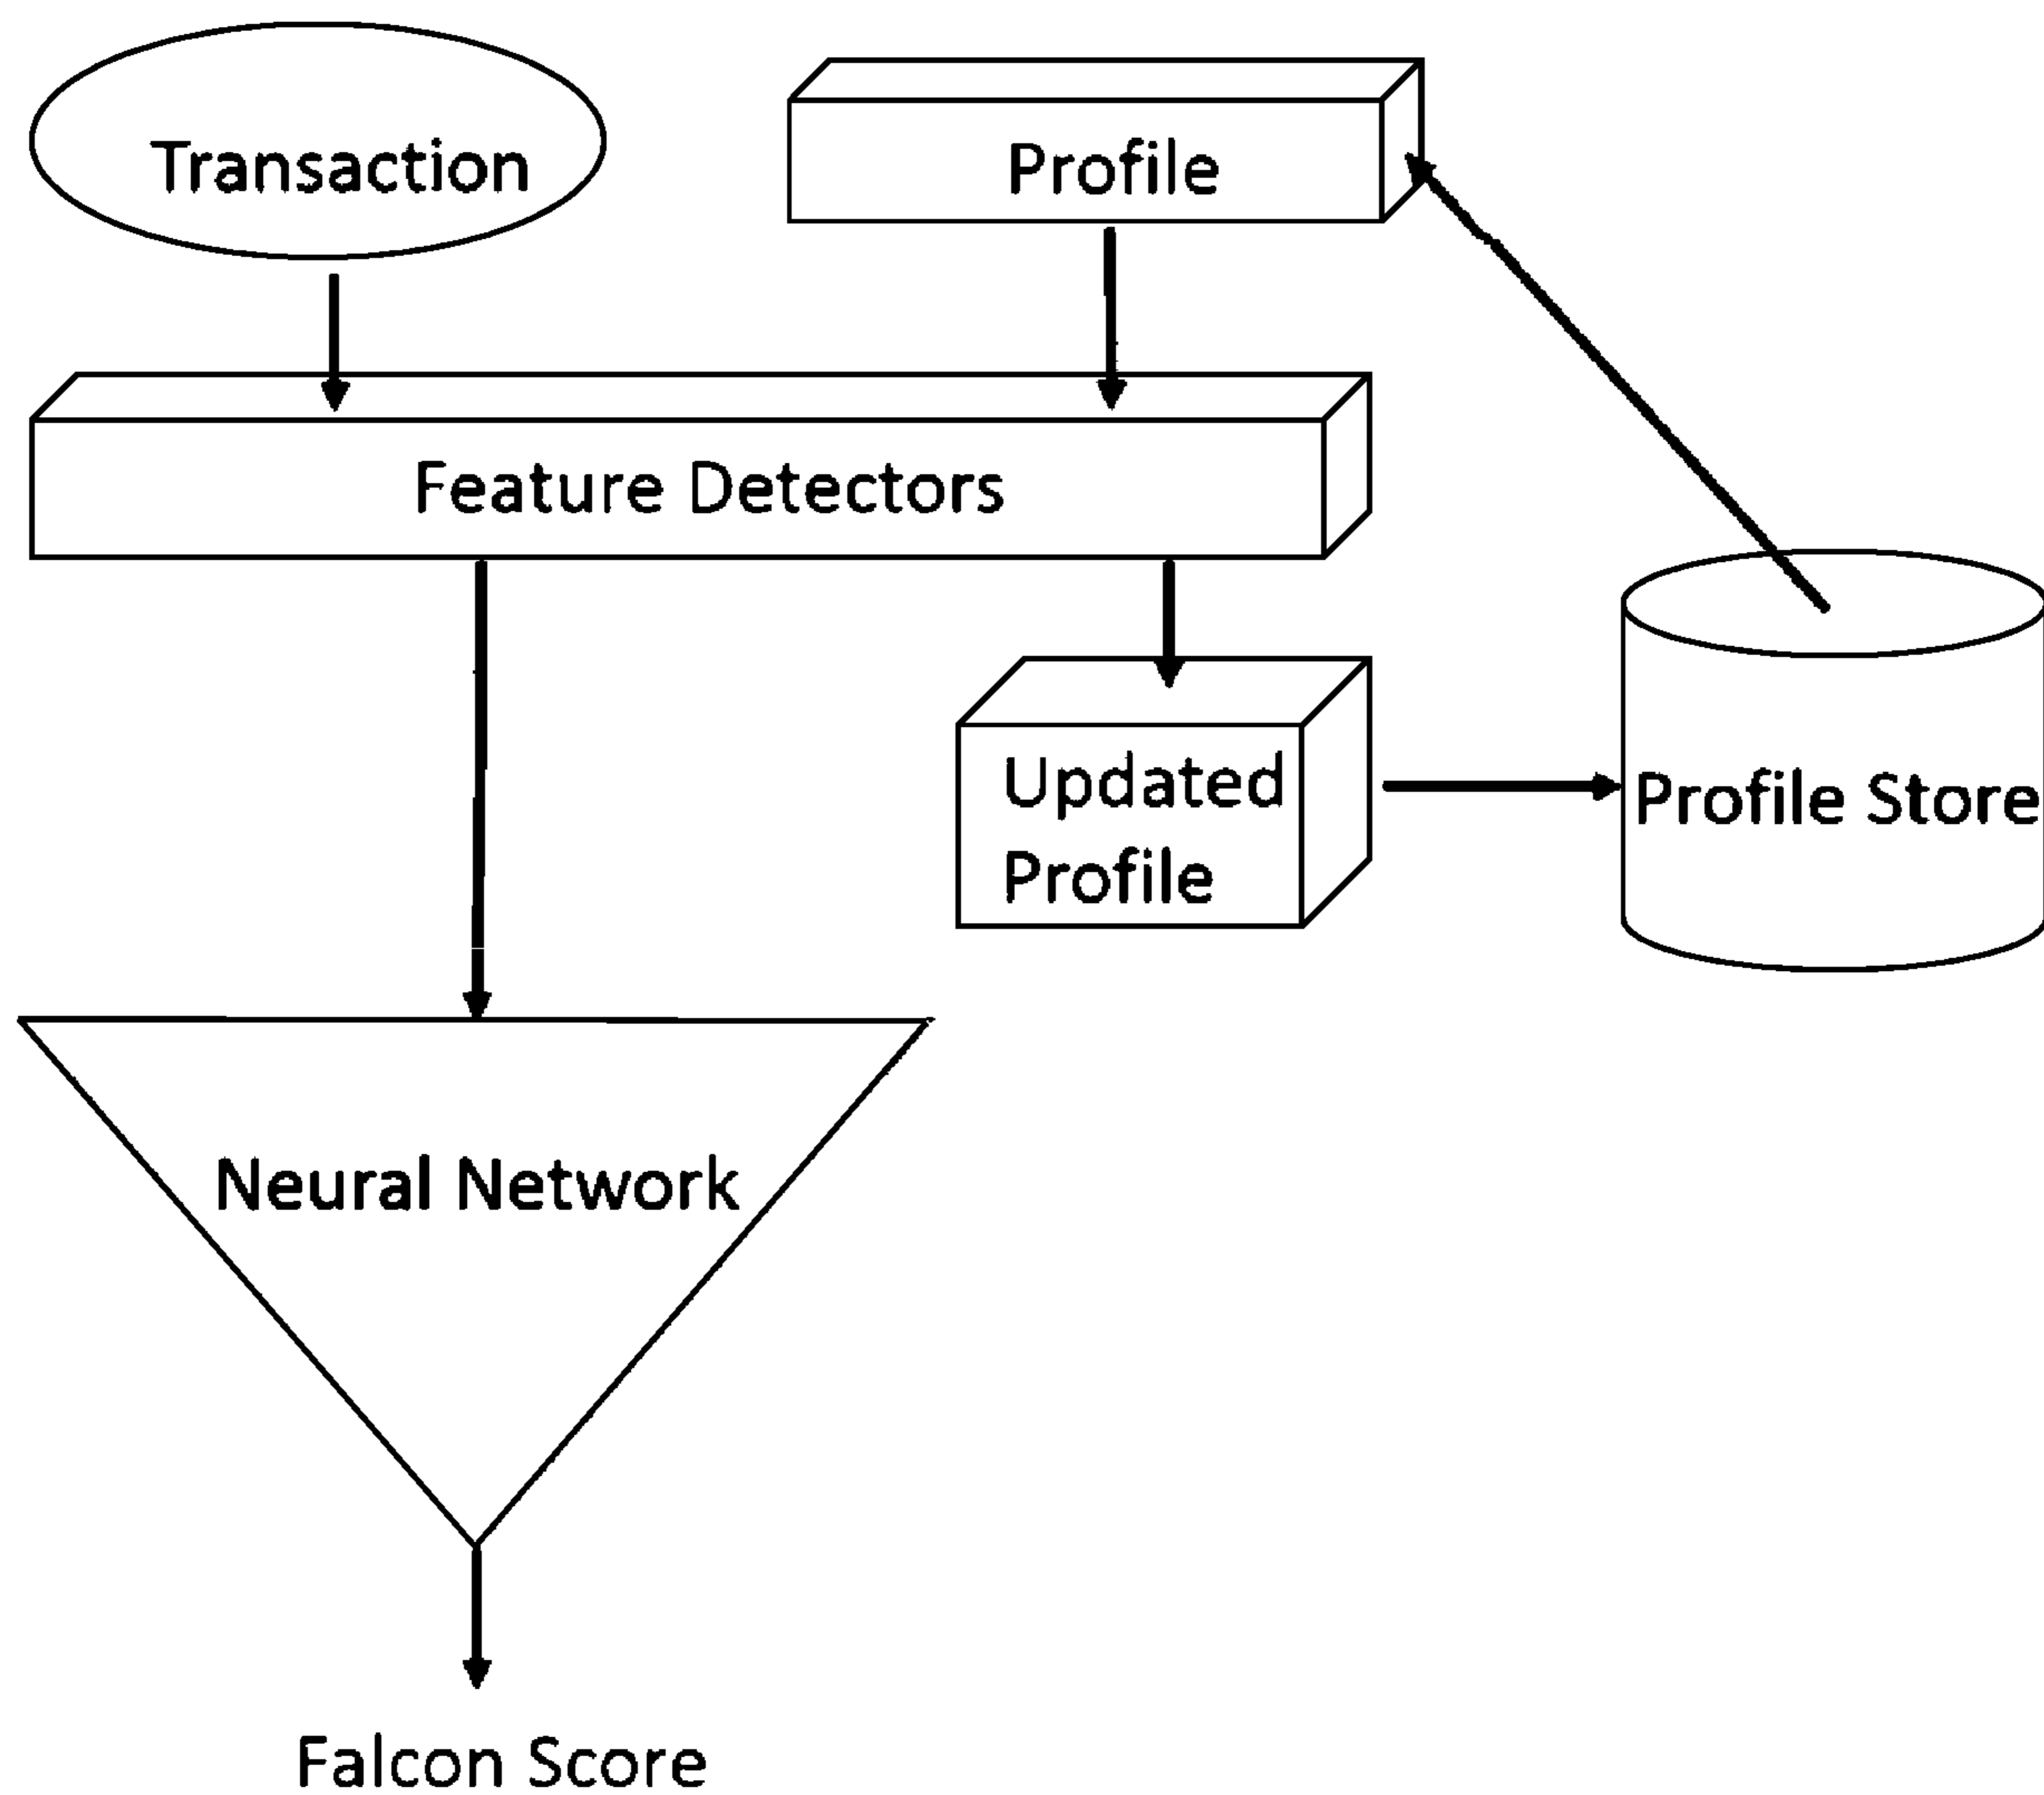 Transaction
Profile
Feature Detectors
Updated
Profile
Profile Store
Neural Network
Falcon Score